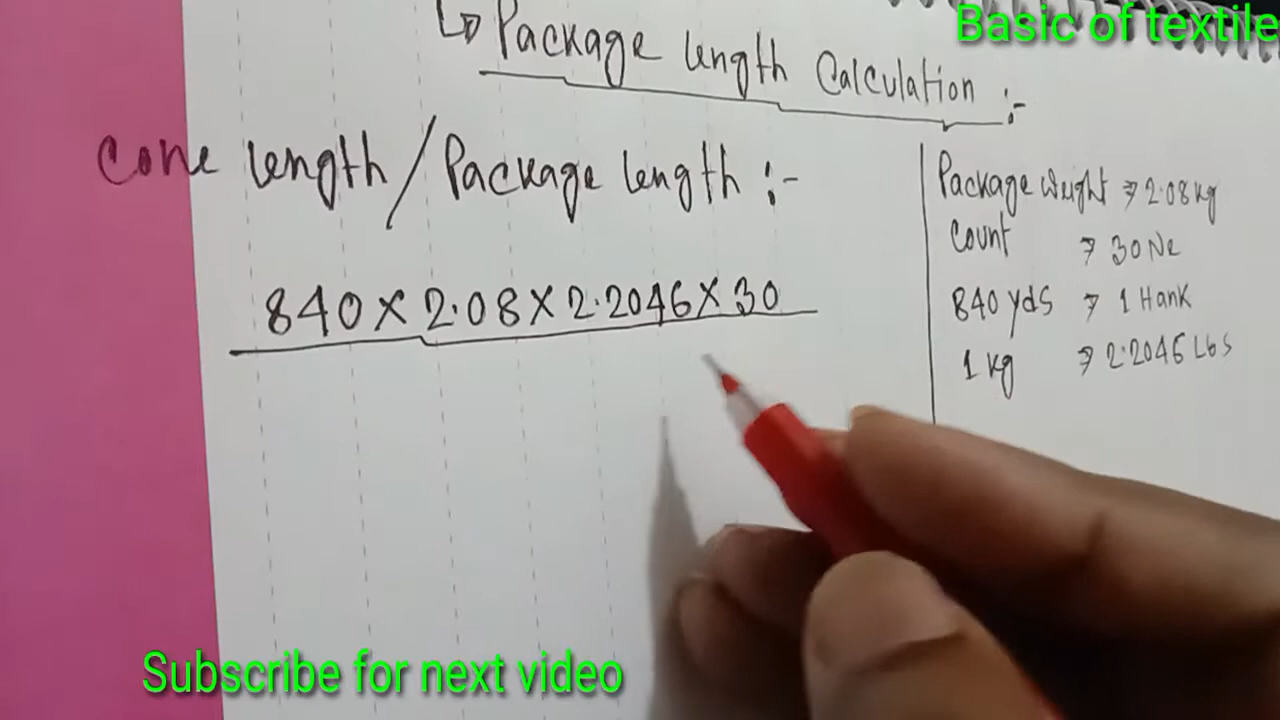 Basic of textile
↳ Package length Calculation :-
Cone length/Package length :-
840 × 2.08 × 2.2046 × 30
Package weight ⇒ 2.08 kg
Count ⇒ 30 Ne
840 yds ⇒ 1 Hank
1 kg ⇒ 2.2046 Lbs
Subscribe for next video